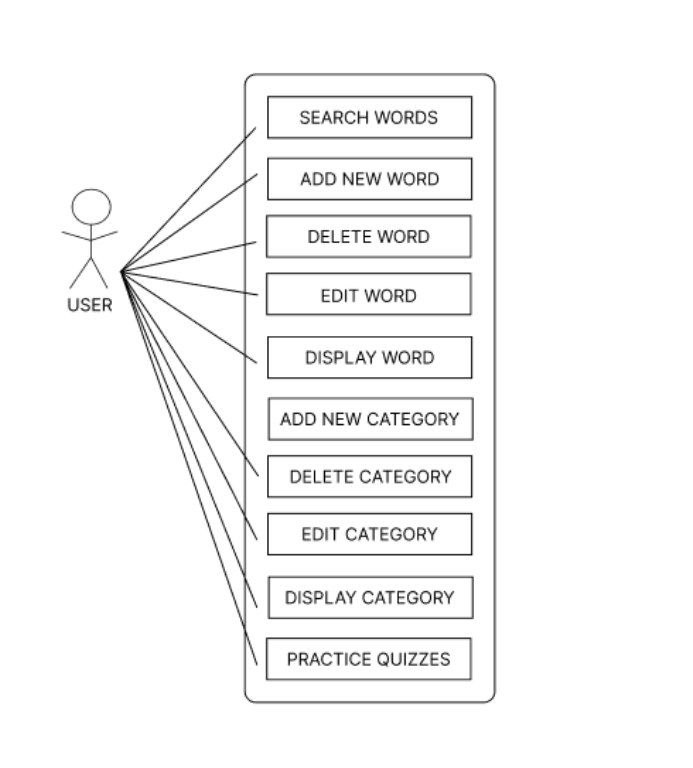 SEARCH WORDS
ADD NEW WORD
DELETE WORD
EDIT WORD
USER
DISPLAY WORD
ADD NEW CATEGORY
DELETE CATEGORY
EDIT CATEGORY
DISPLAY CATEGORY
PRACTICE QUIZZES